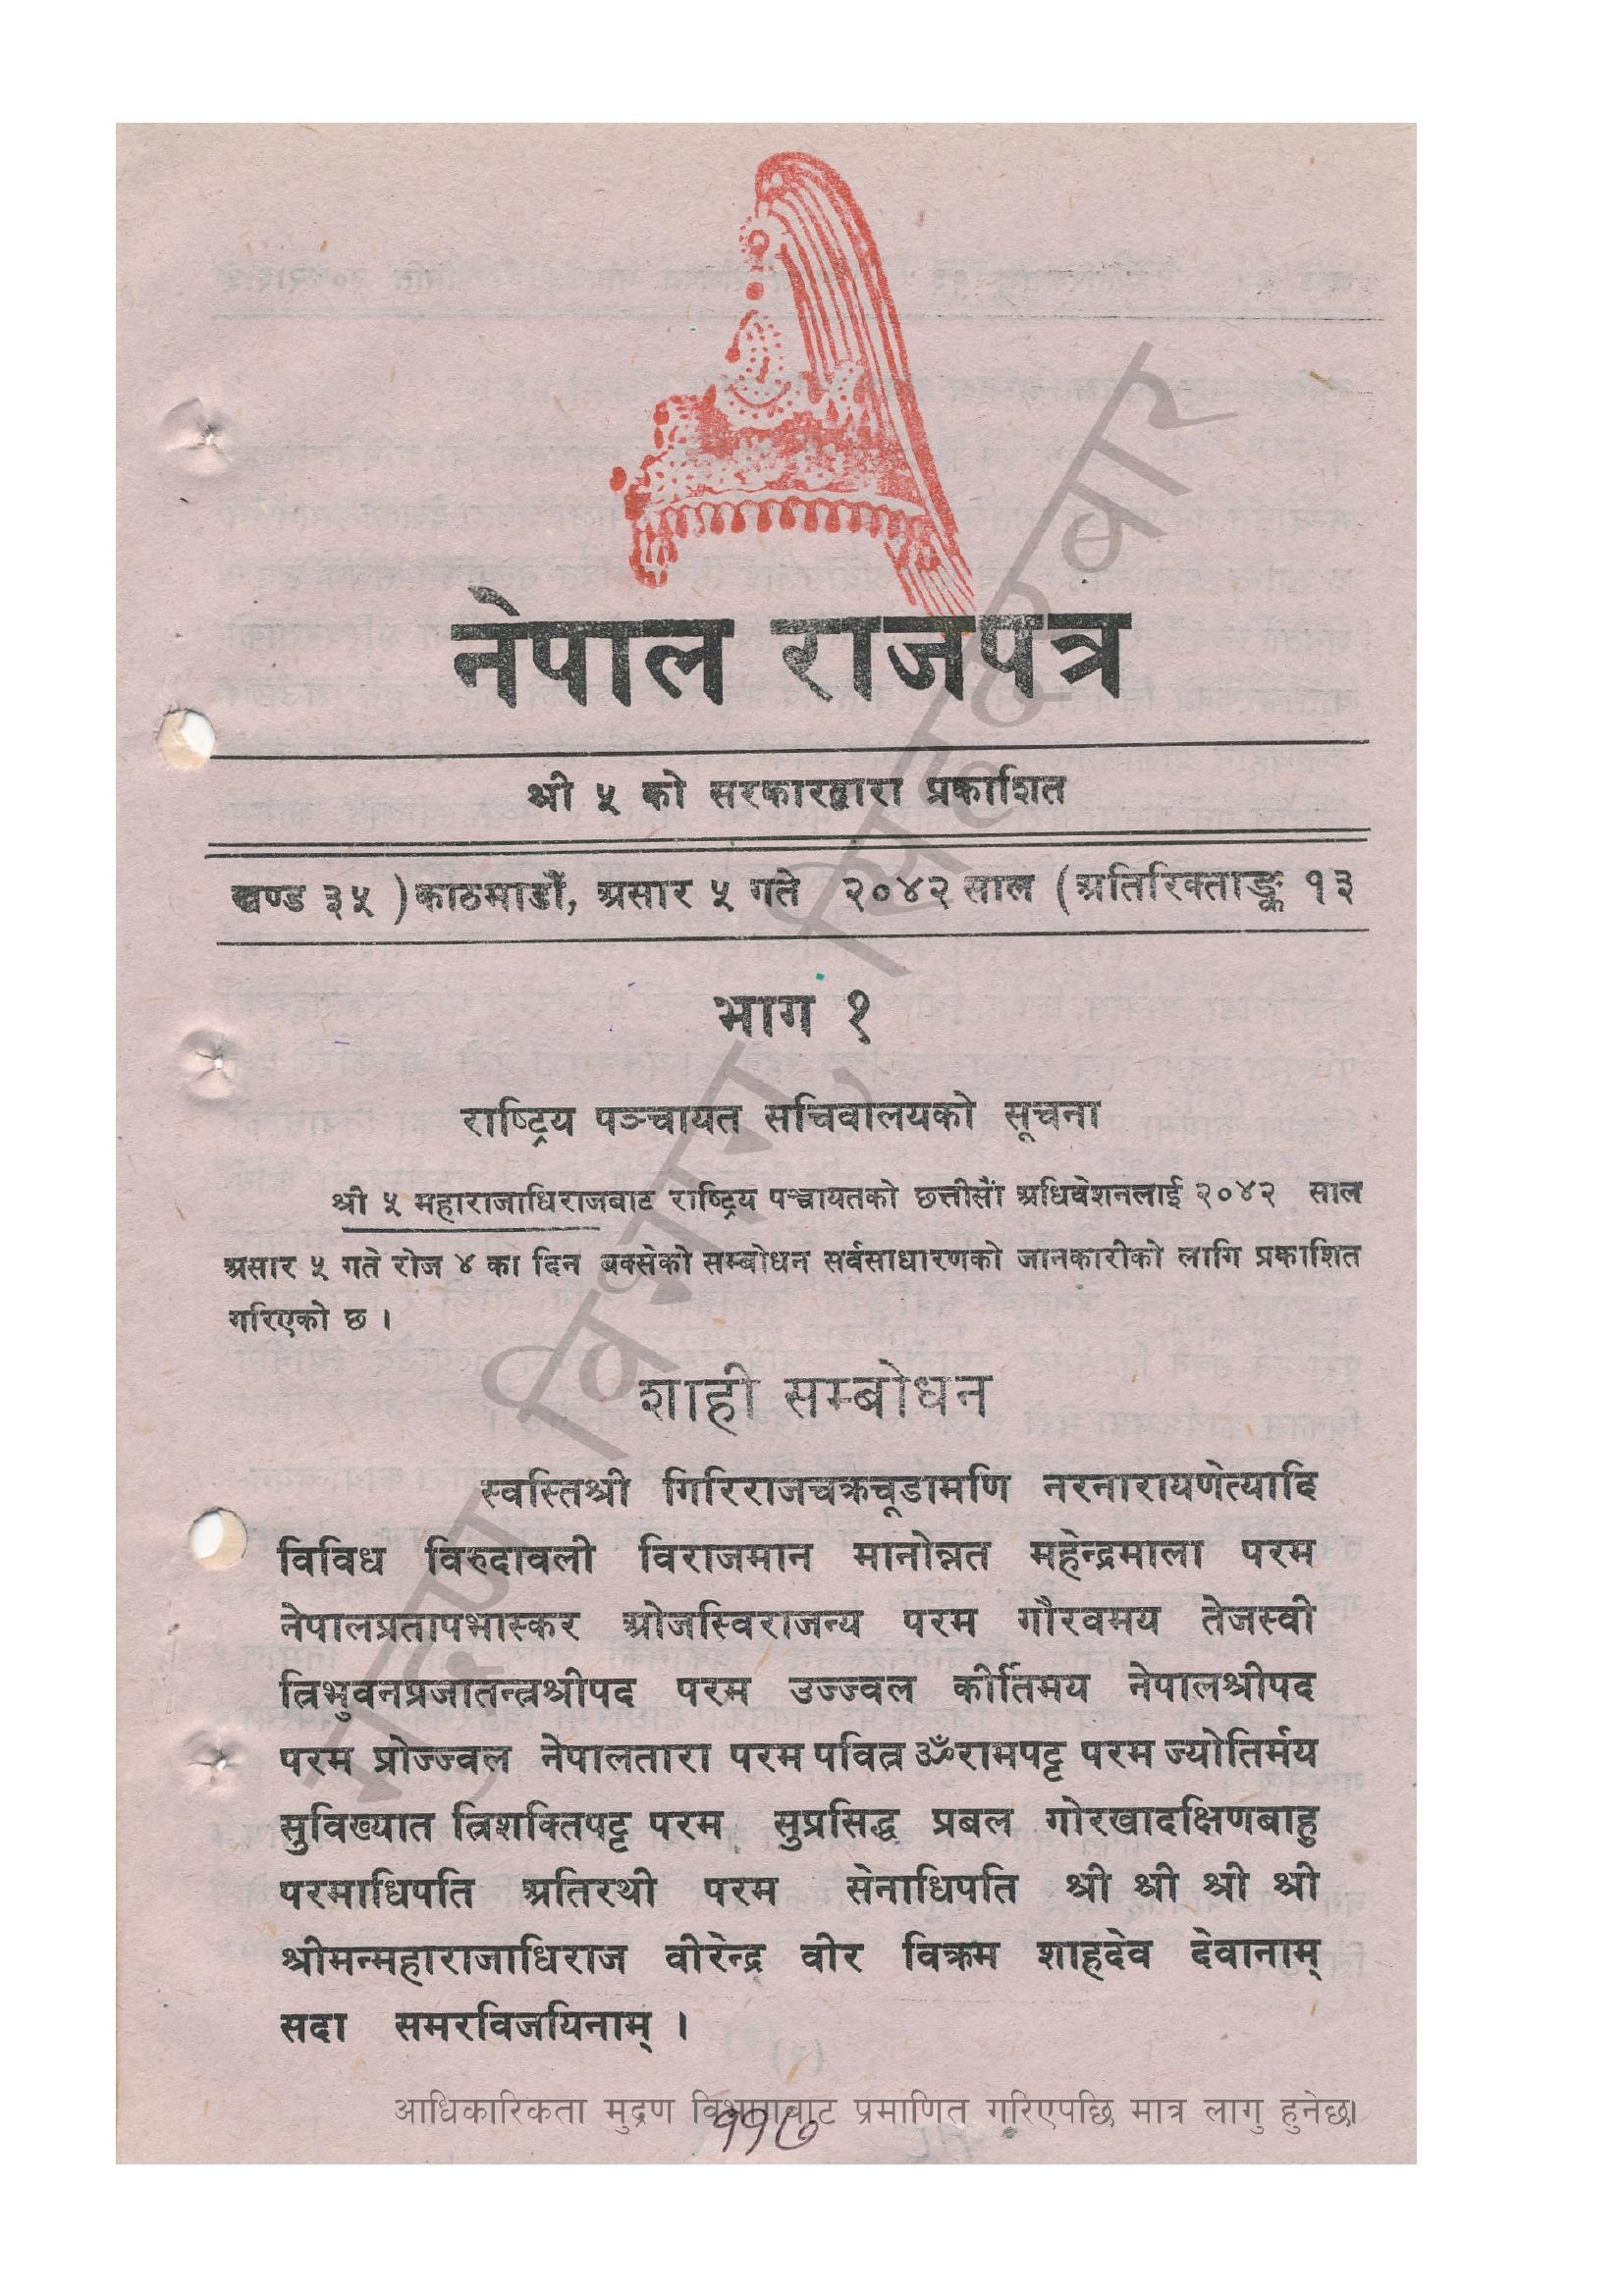 नेपाल राजपत्र
श्री ५ को सरकारद्वारा प्रकाशित
खण्ड ३५ ) काठमाडौं, असार ५ गते २०४२ साल (अतिरिक्ताङ्क १३
भाग १
राष्ट्रिय पञ्चायत सचिवालयको सूचना
श्री ५ महाराजाधिराजबाट राष्ट्रिय पञ्चायतको छत्तीसौं अधिवेशनलाई २०४२ साल
असार ५ गते रोज ४ का दिन बक्सेको सम्बोधन सर्वसाधारणको जानकारीको लागि प्रकाशित
गरिएको छ ।
शाही सम्बोधन
स्वस्तिश्री गिरिराजचक्रचूडामणि नरनारायणेत्यादि
विविध विरुदावली विराजमान मानोन्नत महेन्द्रमाला परम
नेपालप्रतापभास्कर ओजस्विराजन्य परम गौरवमय तेजस्वी
त्रिभुवनप्रजातन्त्रश्रीपद परम उज्ज्वल कीर्तिमय नेपालश्रीपद
परम प्रोज्ज्वल नेपालतारा परम पवित्र ॐरामपट्ट परम ज्योतिर्मय
सुविख्यात त्रिशक्तिपट्ट परम सुप्रसिद्ध प्रबल गोरखादक्षिणबाहु
परमाधिपति अतिरथी परम सेनाधिपति श्री श्री श्री श्री
श्रीमन्महाराजाधिराज वीरेन्द्र वीर विक्रम शाहदेव देवानाम्
सदा समरविजयिनाम् ।
आधिकारिकता मुद्रण विभागबाट प्रमाणित गरिएपछि मात्र लागु हुनेछ।
११७
मुद्रण विभाग, सिंहदरबार